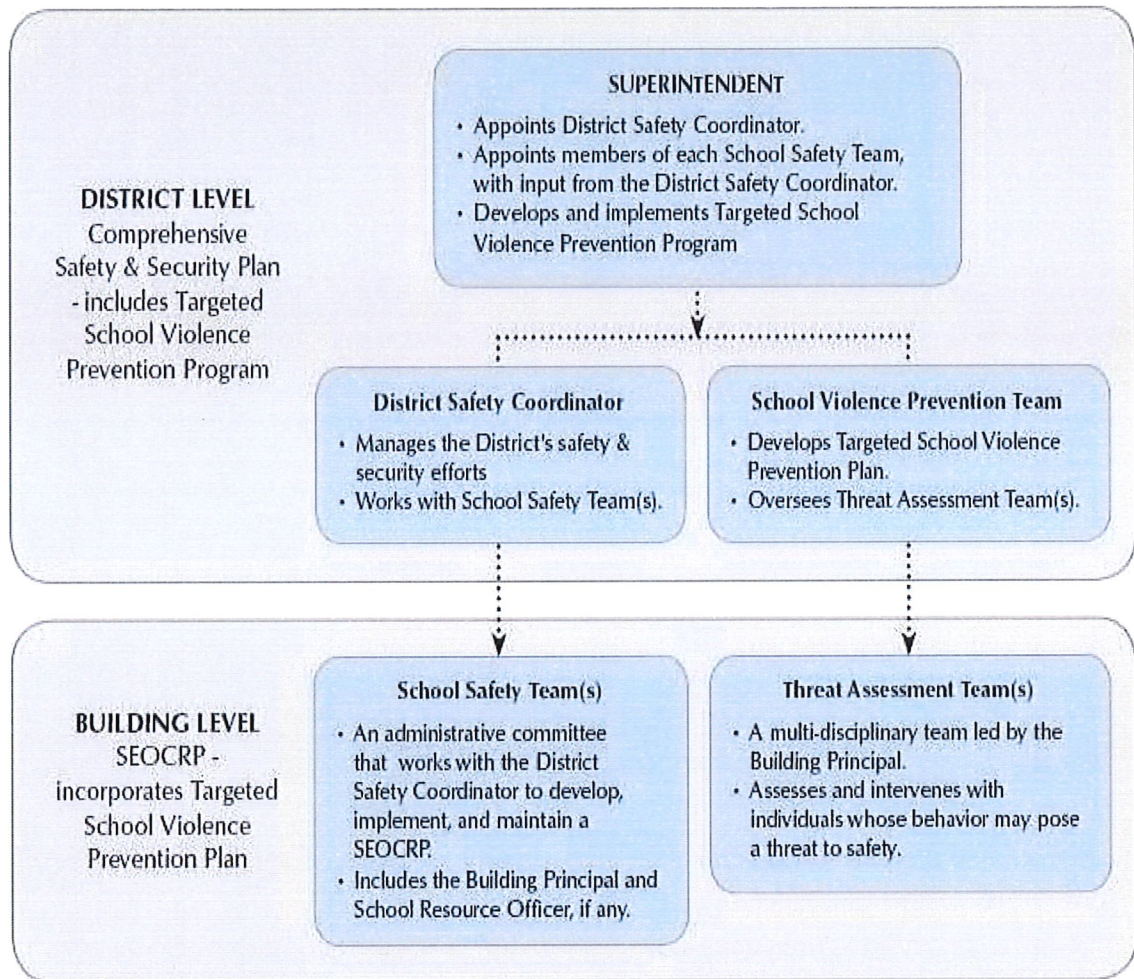 SUPERINTENDENT
• Appoints District Safety Coordinator.
• Appoints members of each School Safety Team,
with input from the District Safety Coordinator.
• Develops and implements Targeted School
Violence Prevention Program
DISTRICT LEVEL
Comprehensive
Safety & Security Plan
- includes Targeted
School Violence
Prevention Program
District Safety Coordinator
• Manages the District's safety &
security efforts
• Works with School Safety Team(s).
School Violence Prevention Team
• Develops Targeted School Violence
Prevention Plan.
• Oversees Threat Assessment Team(s).
BUILDING LEVEL
SEOCRP -
incorporates Targeted
School Violence
Prevention Plan
School Safety Team(s)
• An administrative committee
that works with the District
Safety Coordinator to develop,
implement, and maintain a
SEOCRP.
• Includes the Building Principal and
School Resource Officer, if any.
Threat Assessment Team(s)
• A multi-disciplinary team led by the
Building Principal.
• Assesses and intervenes with
individuals whose behavior may pose
a threat to safety.